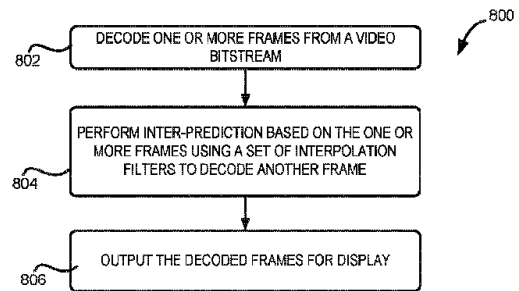 800
802
DECODE ONE OR MORE FRAMES FROM A VIDEO
BITSTREAM
804
PERFORM INTER-PREDICTION BASED ON THE ONE OR
MORE FRAMES USING A SET OF INTERPOLATION
FILTERS TO DECODE ANOTHER FRAME
806
OUTPUT THE DECODED FRAMES FOR DISPLAY